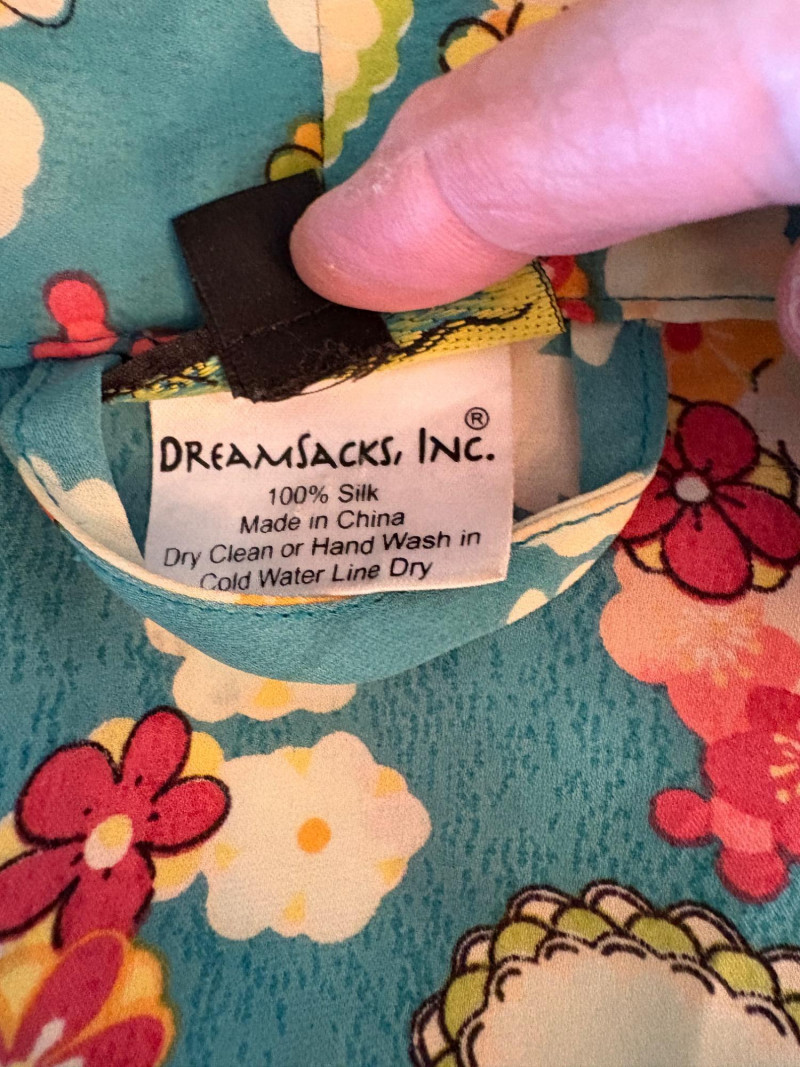 DREAMSACKS, INC.®
100% Silk
Made in China
Dry Clean or Hand Wash in
Cold Water Line Dry